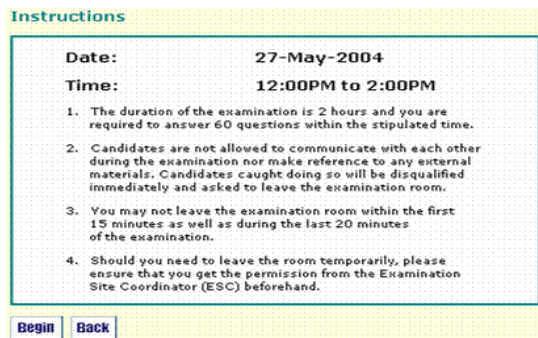 Instructions
Date: 27-May-2004
Time: 12:00PM to 2:00PM
1. The duration of the examination is 2 hours and you are
required to answer 60 questions within the stipulated time.
2. Candidates are not allowed to communicate with each other
during the examination nor make reference to any external
materials. Candidates caught doing so will be disqualified
immediately and asked to leave the examination room.
3. You may not leave the examination room within the first
15 minutes as well as during the last 20 minutes
of the examination.
4. Should you need to leave the room temporarily, please
ensure that you get the permission from the Examination
Site Coordinator (ESC) beforehand.
Begin Back